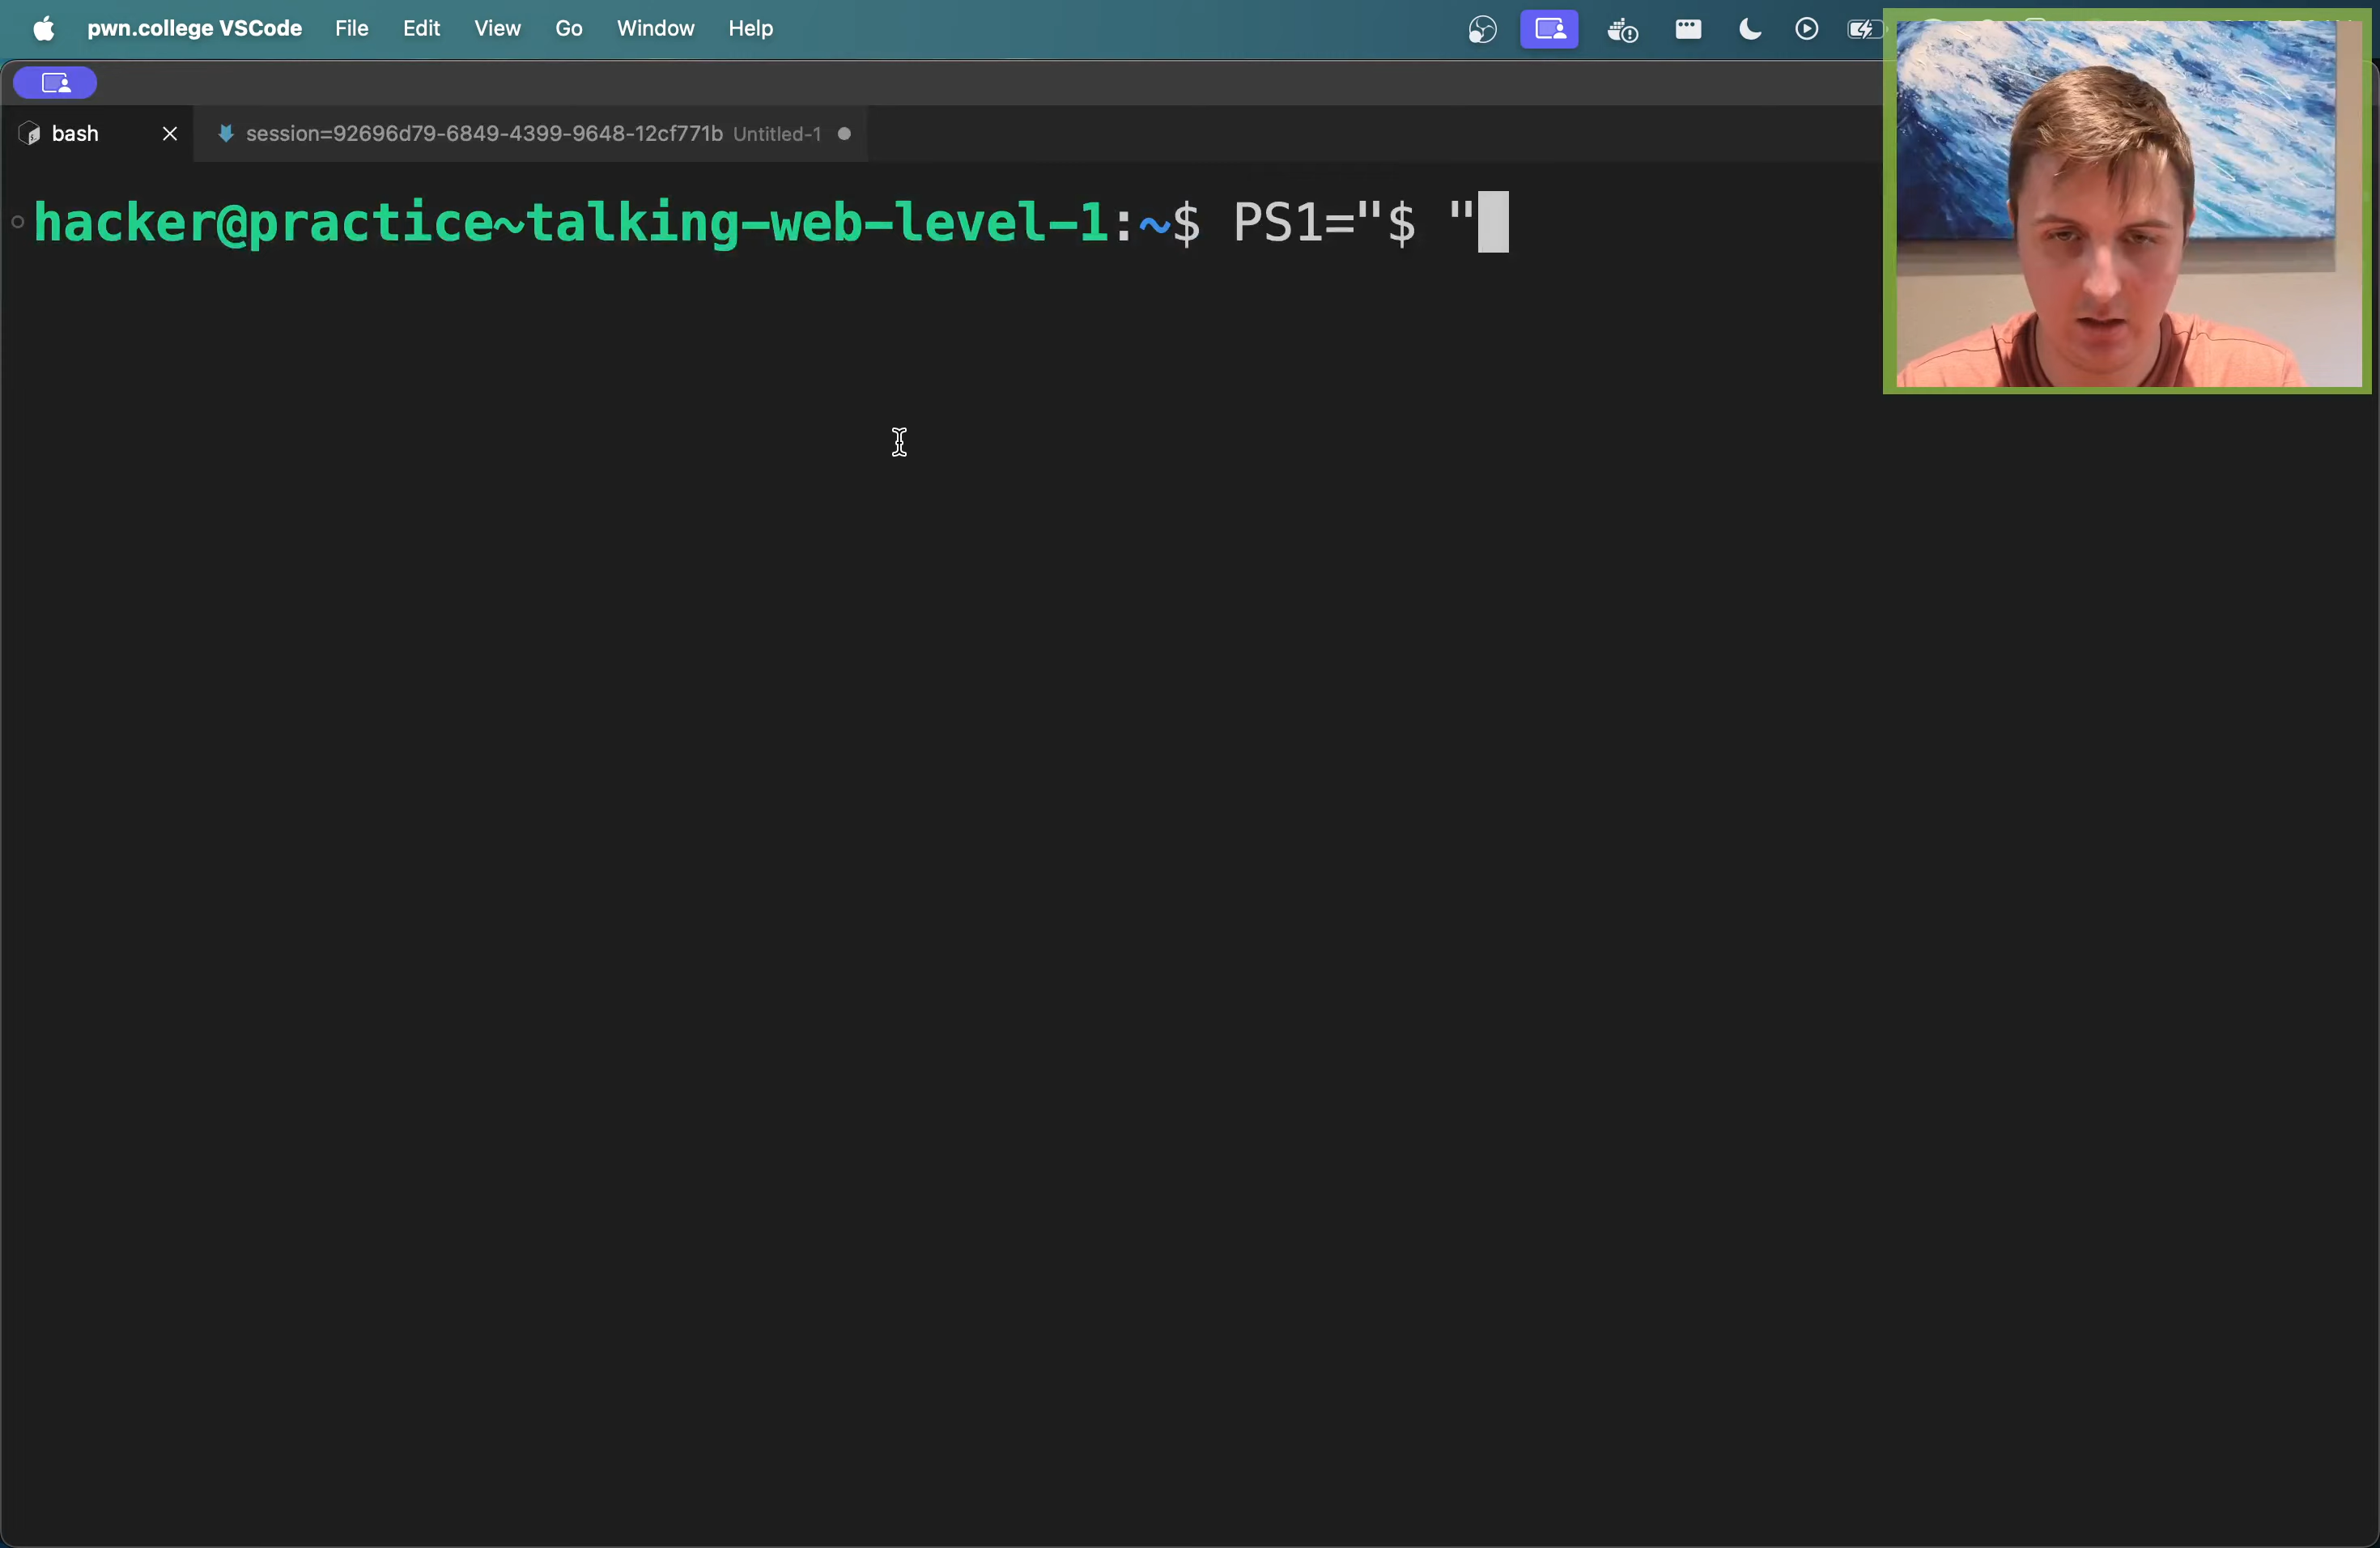 pwn.college VSCode File Edit View Go Window Help
bash session=92696d79-6849-4399-9648-12cf771b Untitled-1
hacker@practice~talking-web-level-1:~$ PS1="$ "